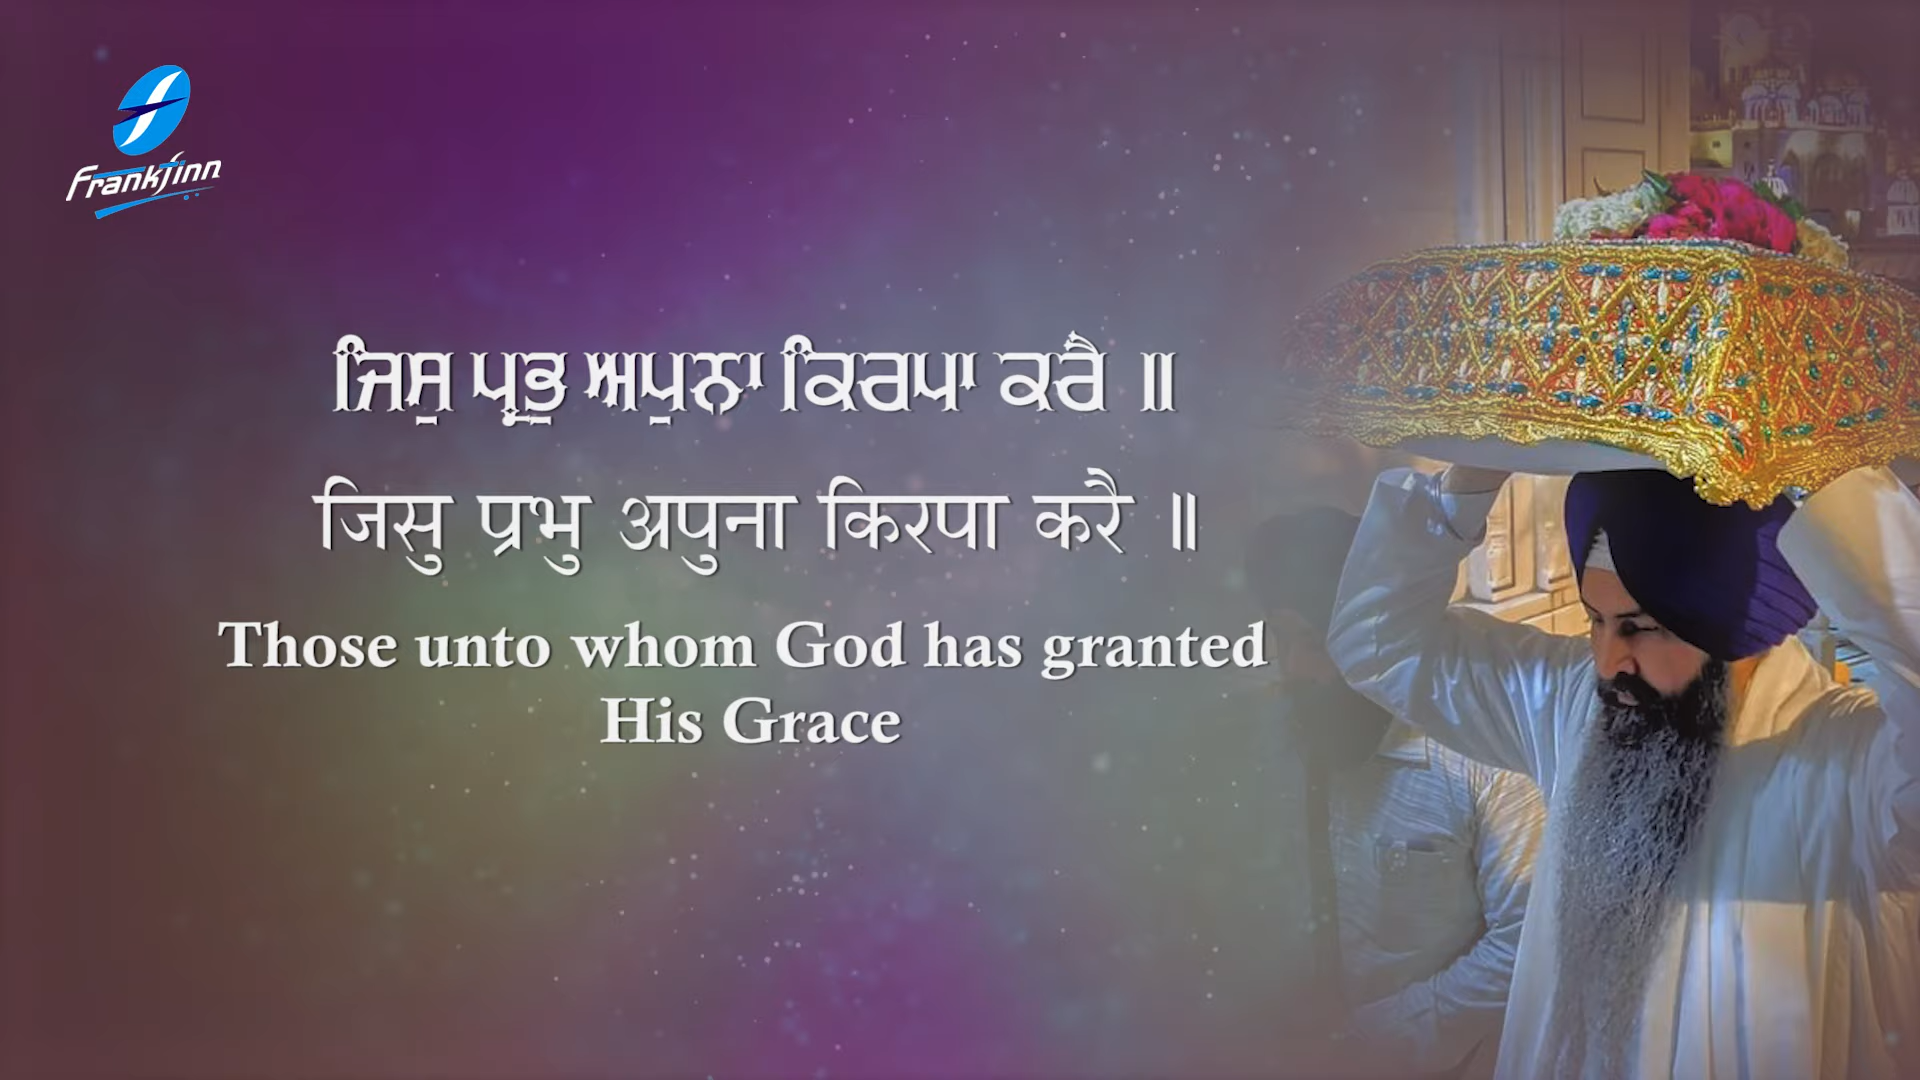 Frankfinn
ਜਿਸੁ ਪ੍ਰਭੁ ਅਪੁਨਾ ਕਿਰਪਾ ਕਰੈ ॥
जिसु प्रभु अपुना किरपा करै ॥
Those unto whom God has granted
His Grace